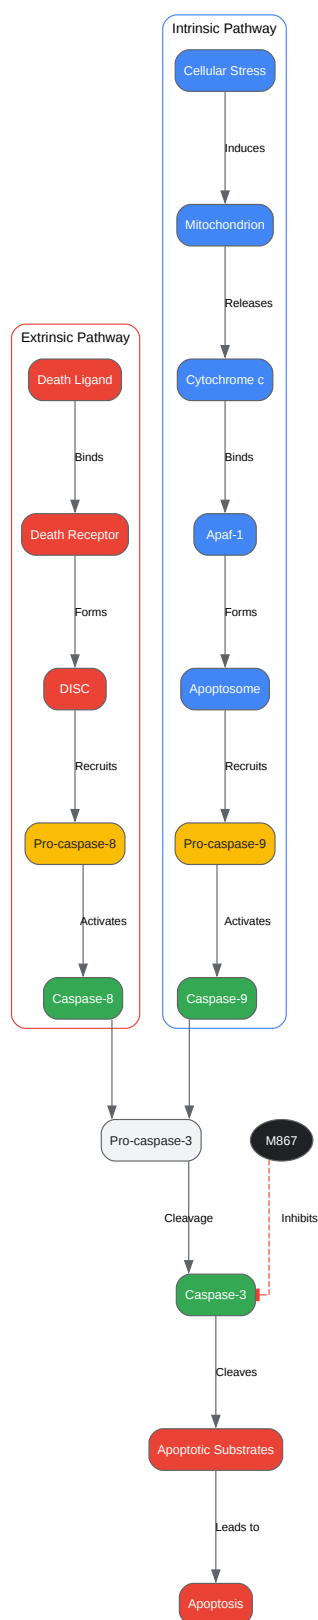 Intrinsic Pathway
Cellular Stress
Induces
Mitochondrion
Releases
Extrinsic Pathway
Death Ligand
Cytochrome c
Binds
Binds
Death Receptor
Apaf-1
Forms
Forms
DISC
Apoptosome
Recruits
Recruits
Pro-caspase-8
Pro-caspase-9
Activates
Activates
Caspase-8
Caspase-9
Pro-caspase-3
M867
Cleavage
Inhibits
Caspase-3
Cleaves
Apoptotic Substrates
Leads to
Apoptosis